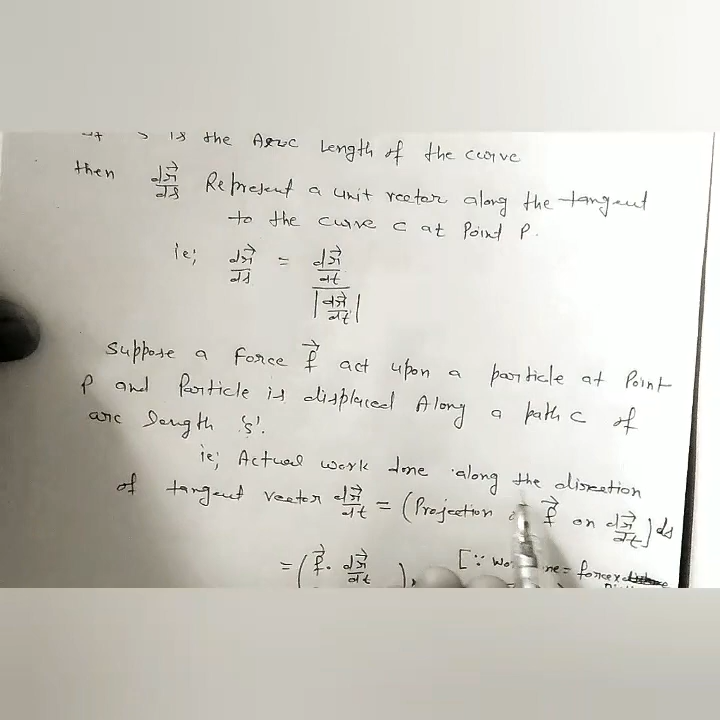 If s is the Arc Length of the curve
then dr⃗/ds Represent a unit vector along the tangent
to the curve C at Point P.
ie; dr⃗/ds = (dr⃗/dt) / |dr⃗/dt|
Suppose a force f⃗ act upon a particle at Point
P and Particle is displaced Along a path C of
arc Length 's'.
ie; Actual work done along the direction
of tangent vector dr⃗/dt = (Projection f⃗ on dr⃗/dt) ds
= (f⃗ · dr⃗/dt [∵ = force x